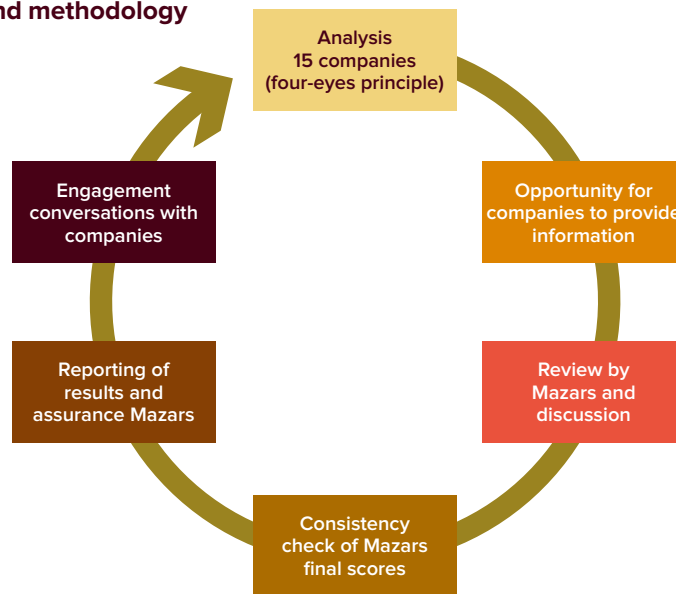 nd methodology
Analysis
15 companies
(four-eyes principle)
Opportunity for
companies to provide
information
Review by
Mazars and
discussion
Consistency
check of Mazars
final scores
Reporting of
results and
assurance Mazars
Engagement
conversations with
companies